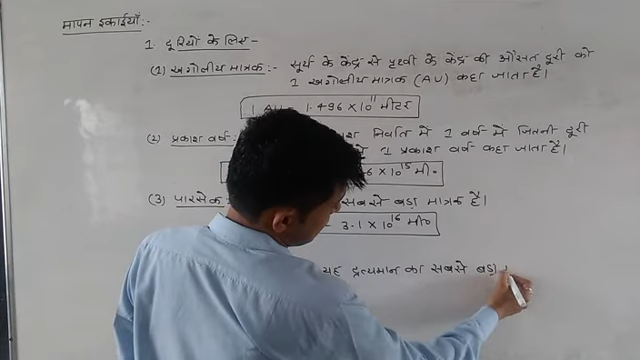 मापन इकाईयाँ:-
1. दूरियो के लिए-
(1) खगोलीय मात्रक:- सूर्य के केंद्र से पृथ्वी के केंद्र की औसत दूरी को
1 खगोलीय मात्रक (AU) कहा जाता है।
1 AU = 1.496 × 10¹¹ मीटर
(2) प्रकाश वर्ष: निर्वात मे 1 वर्ष मे जितनी दूरी
1 प्रकाश वर्ष कहा जाता है।
6 × 10¹⁵ मी०
(3) पारसेक सबसे बड़ा मात्रक है।
= 3.1 × 10¹⁶ मी०
यह द्रव्यमान का सबसे बड़ा